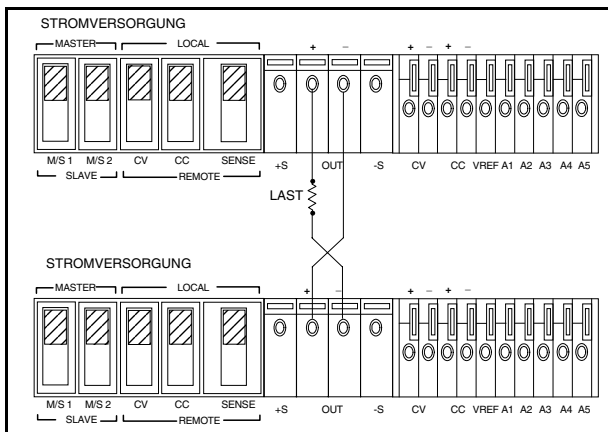 STROMVERSORGUNG
MASTER LOCAL + – + – + –
M/S 1 M/S 2 CV CC SENSE +S OUT -S CV CC VREF A1 A2 A3 A4 A5
SLAVE REMOTE
LAST
STROMVERSORGUNG
MASTER LOCAL + – + – + –
M/S 1 M/S 2 CV CC SENSE +S OUT -S CV CC VREF A1 A2 A3 A4 A5
SLAVE REMOTE